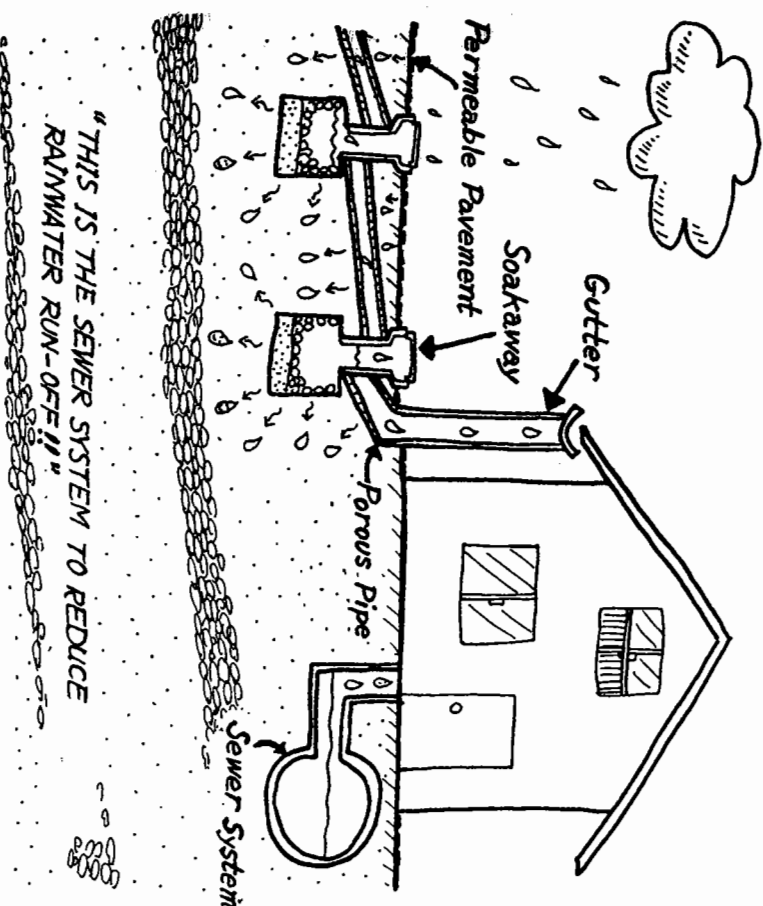 Permeable Pavement
Soakaway
Gutter
Porous Pipe
Sewer System
"THIS IS THE SEWER SYSTEM TO REDUCE
RAINWATER RUN-OFF!!"